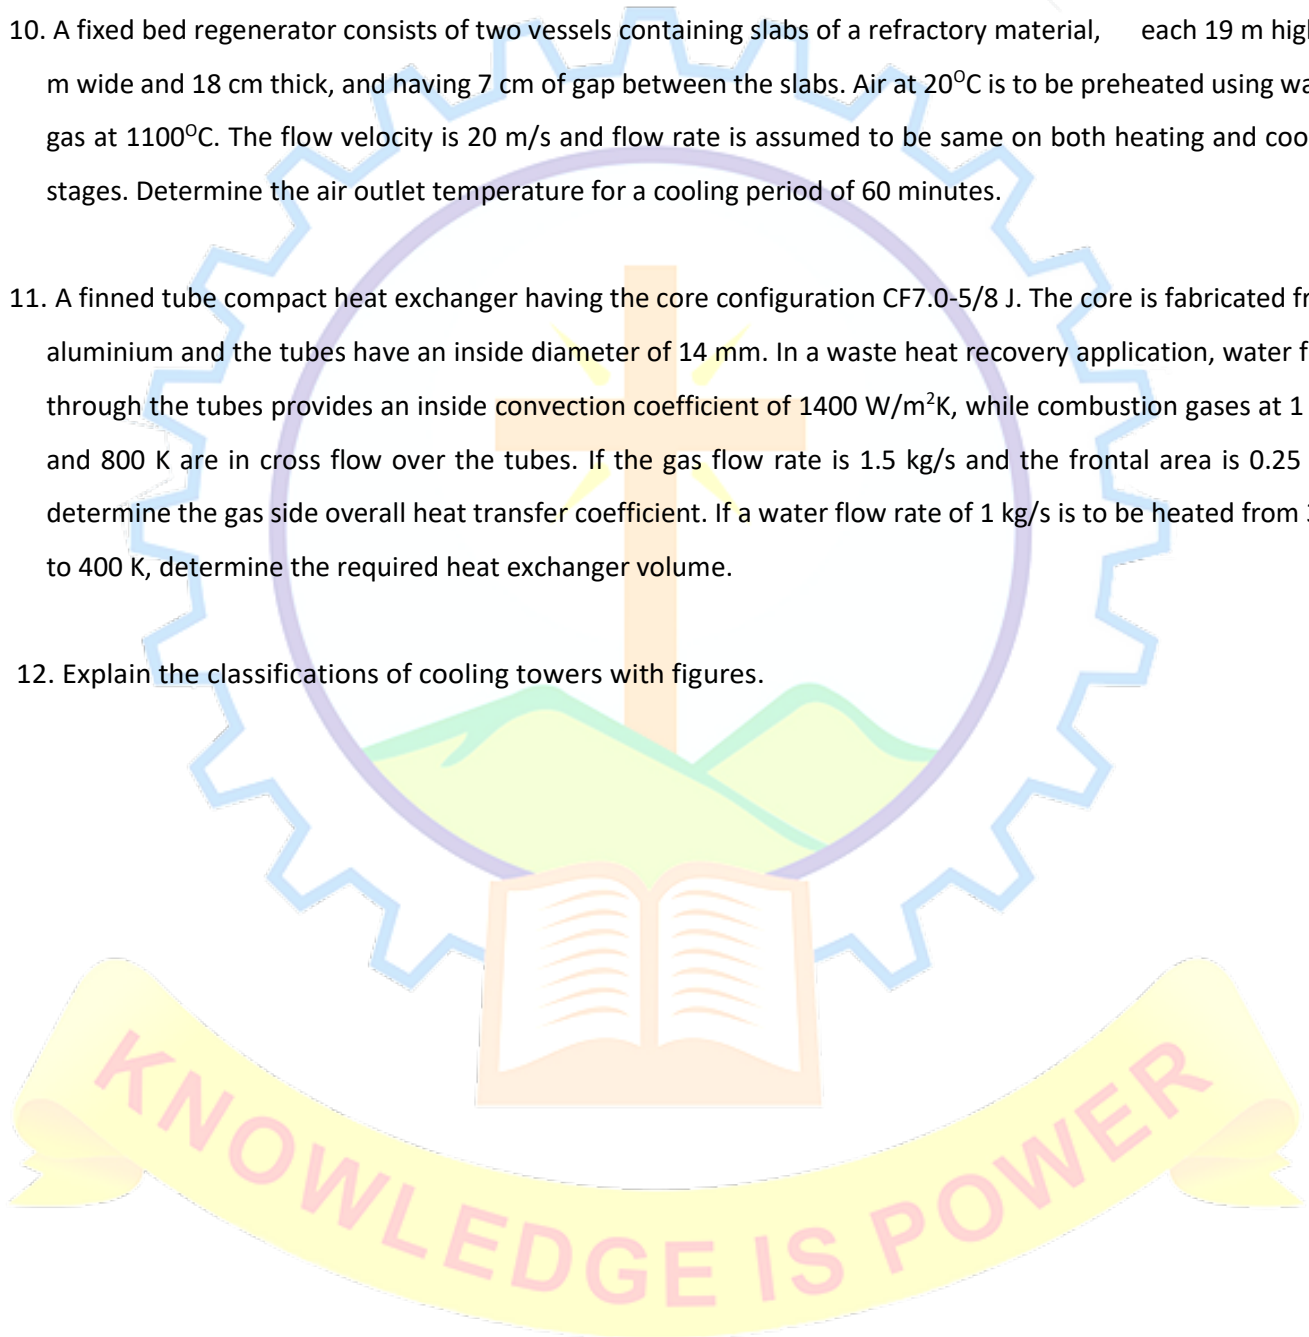 10. A fixed bed regenerator consists of two vessels containing slabs of a refractory material, each 19 m
m wide and 18 cm thick, and having 7 cm of gap between the slabs. Air at 20ᴼC is to be preheated using
gas at 1100ᴼC. The flow velocity is 20 m/s and flow rate is assumed to be same on both heating and
stages. Determine the air outlet temperature for a cooling period of 60 minutes.
11. A finned tube compact heat exchanger having the core configuration CF7.0-5/8 J. The core is fabricated
aluminium and the tubes have an inside diameter of 14 mm. In a waste heat recovery application, water
through the tubes provides an inside convection coefficient of 1400 W/m²K, while combustion gases at 1
and 800 K are in cross flow over the tubes. If the gas flow rate is 1.5 kg/s and the frontal area is 0.25
determine the gas side overall heat transfer coefficient. If a water flow rate of 1 kg/s is to be heated from
to 400 K, determine the required heat exchanger volume.
12. Explain the classifications of cooling towers with figures.
KNOWLEDGE IS POWER